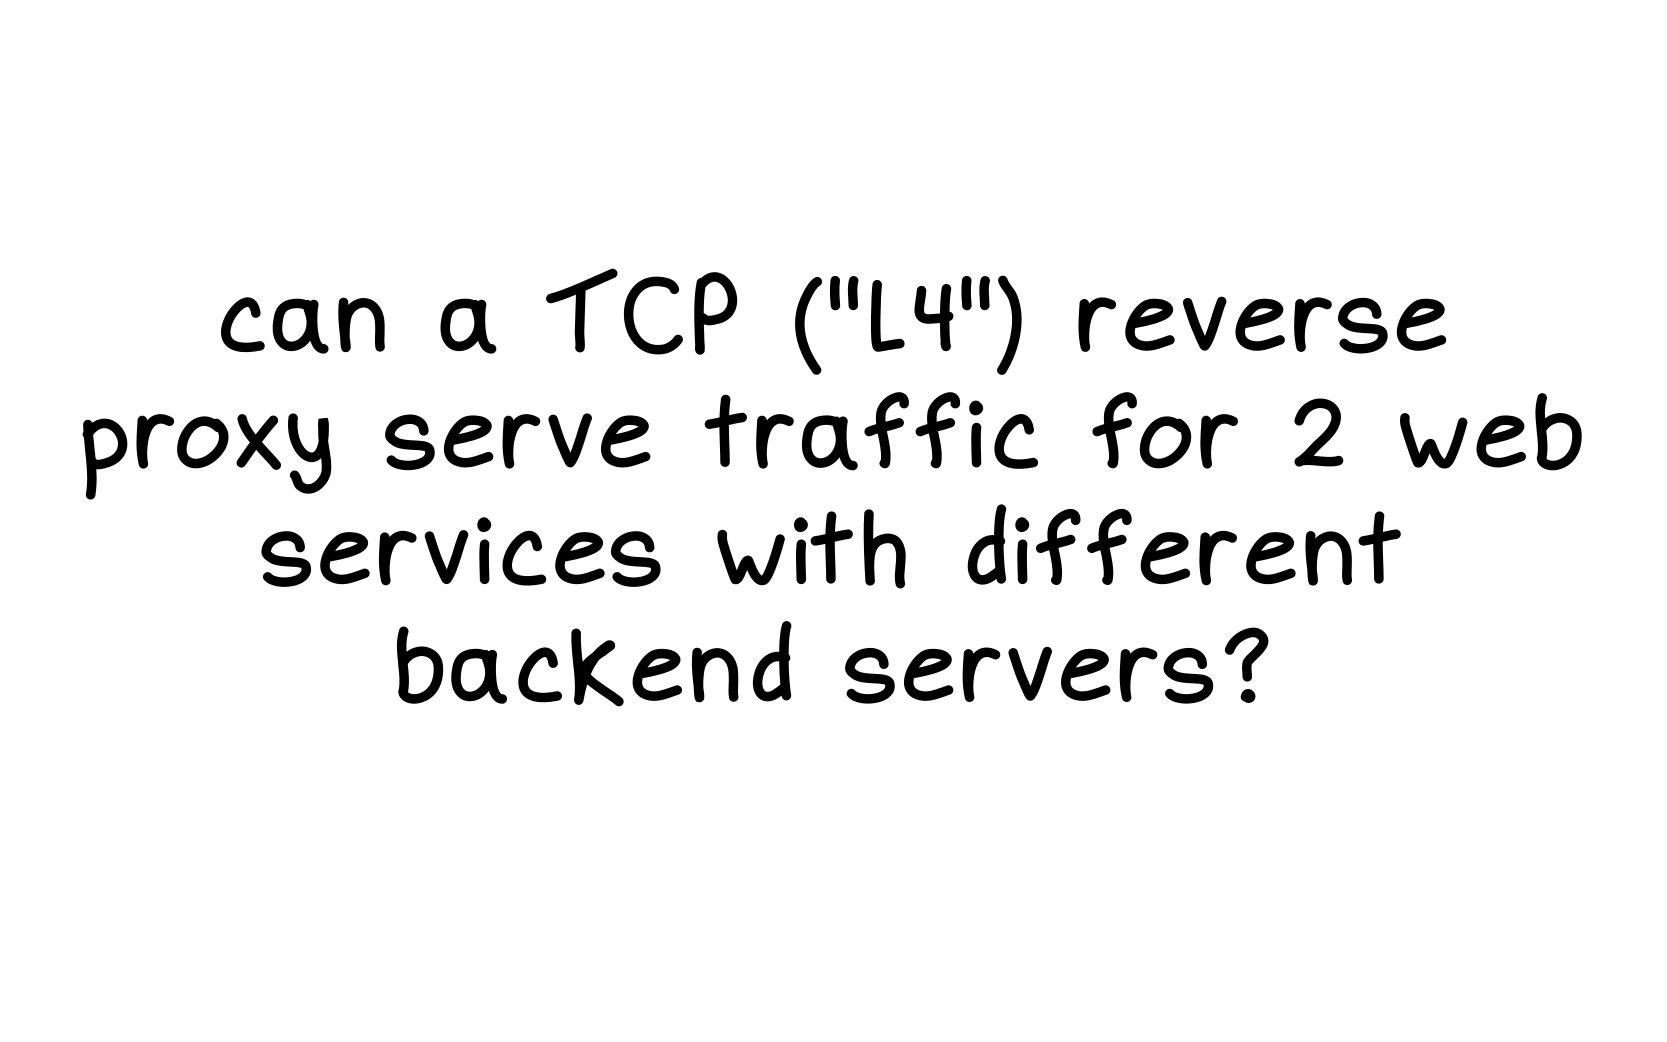 can a TCP ("L4") reverse
proxy serve traffic for 2 web
services with different
backend servers?